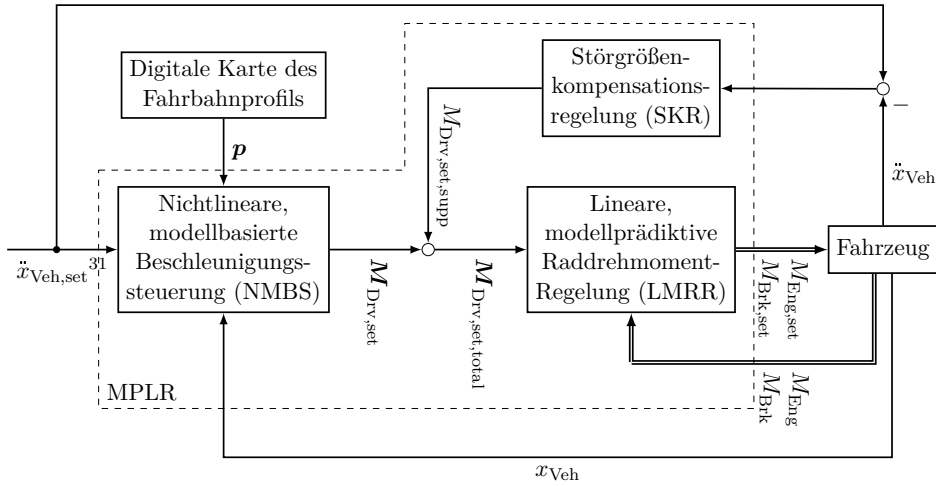 Digitale Karte des
Fahrbahnprofils
Störgrößen-
kompensations-
regelung (SKR)
−
p
M_Drv,set,supp
ẍ_Veh
Nichtlineare,
modellbasierte
Beschleunigungs-
steuerung (NMBS)
Lineare,
modellprädiktive
Raddrehmoment-
Regelung (LMRR)
Fahrzeug
ẍ_Veh,set 31
M_Drv,set
M_Drv,set,total
M_Eng,set
M_Brk,set
MPLR
M_Eng
M_Brk
x_Veh